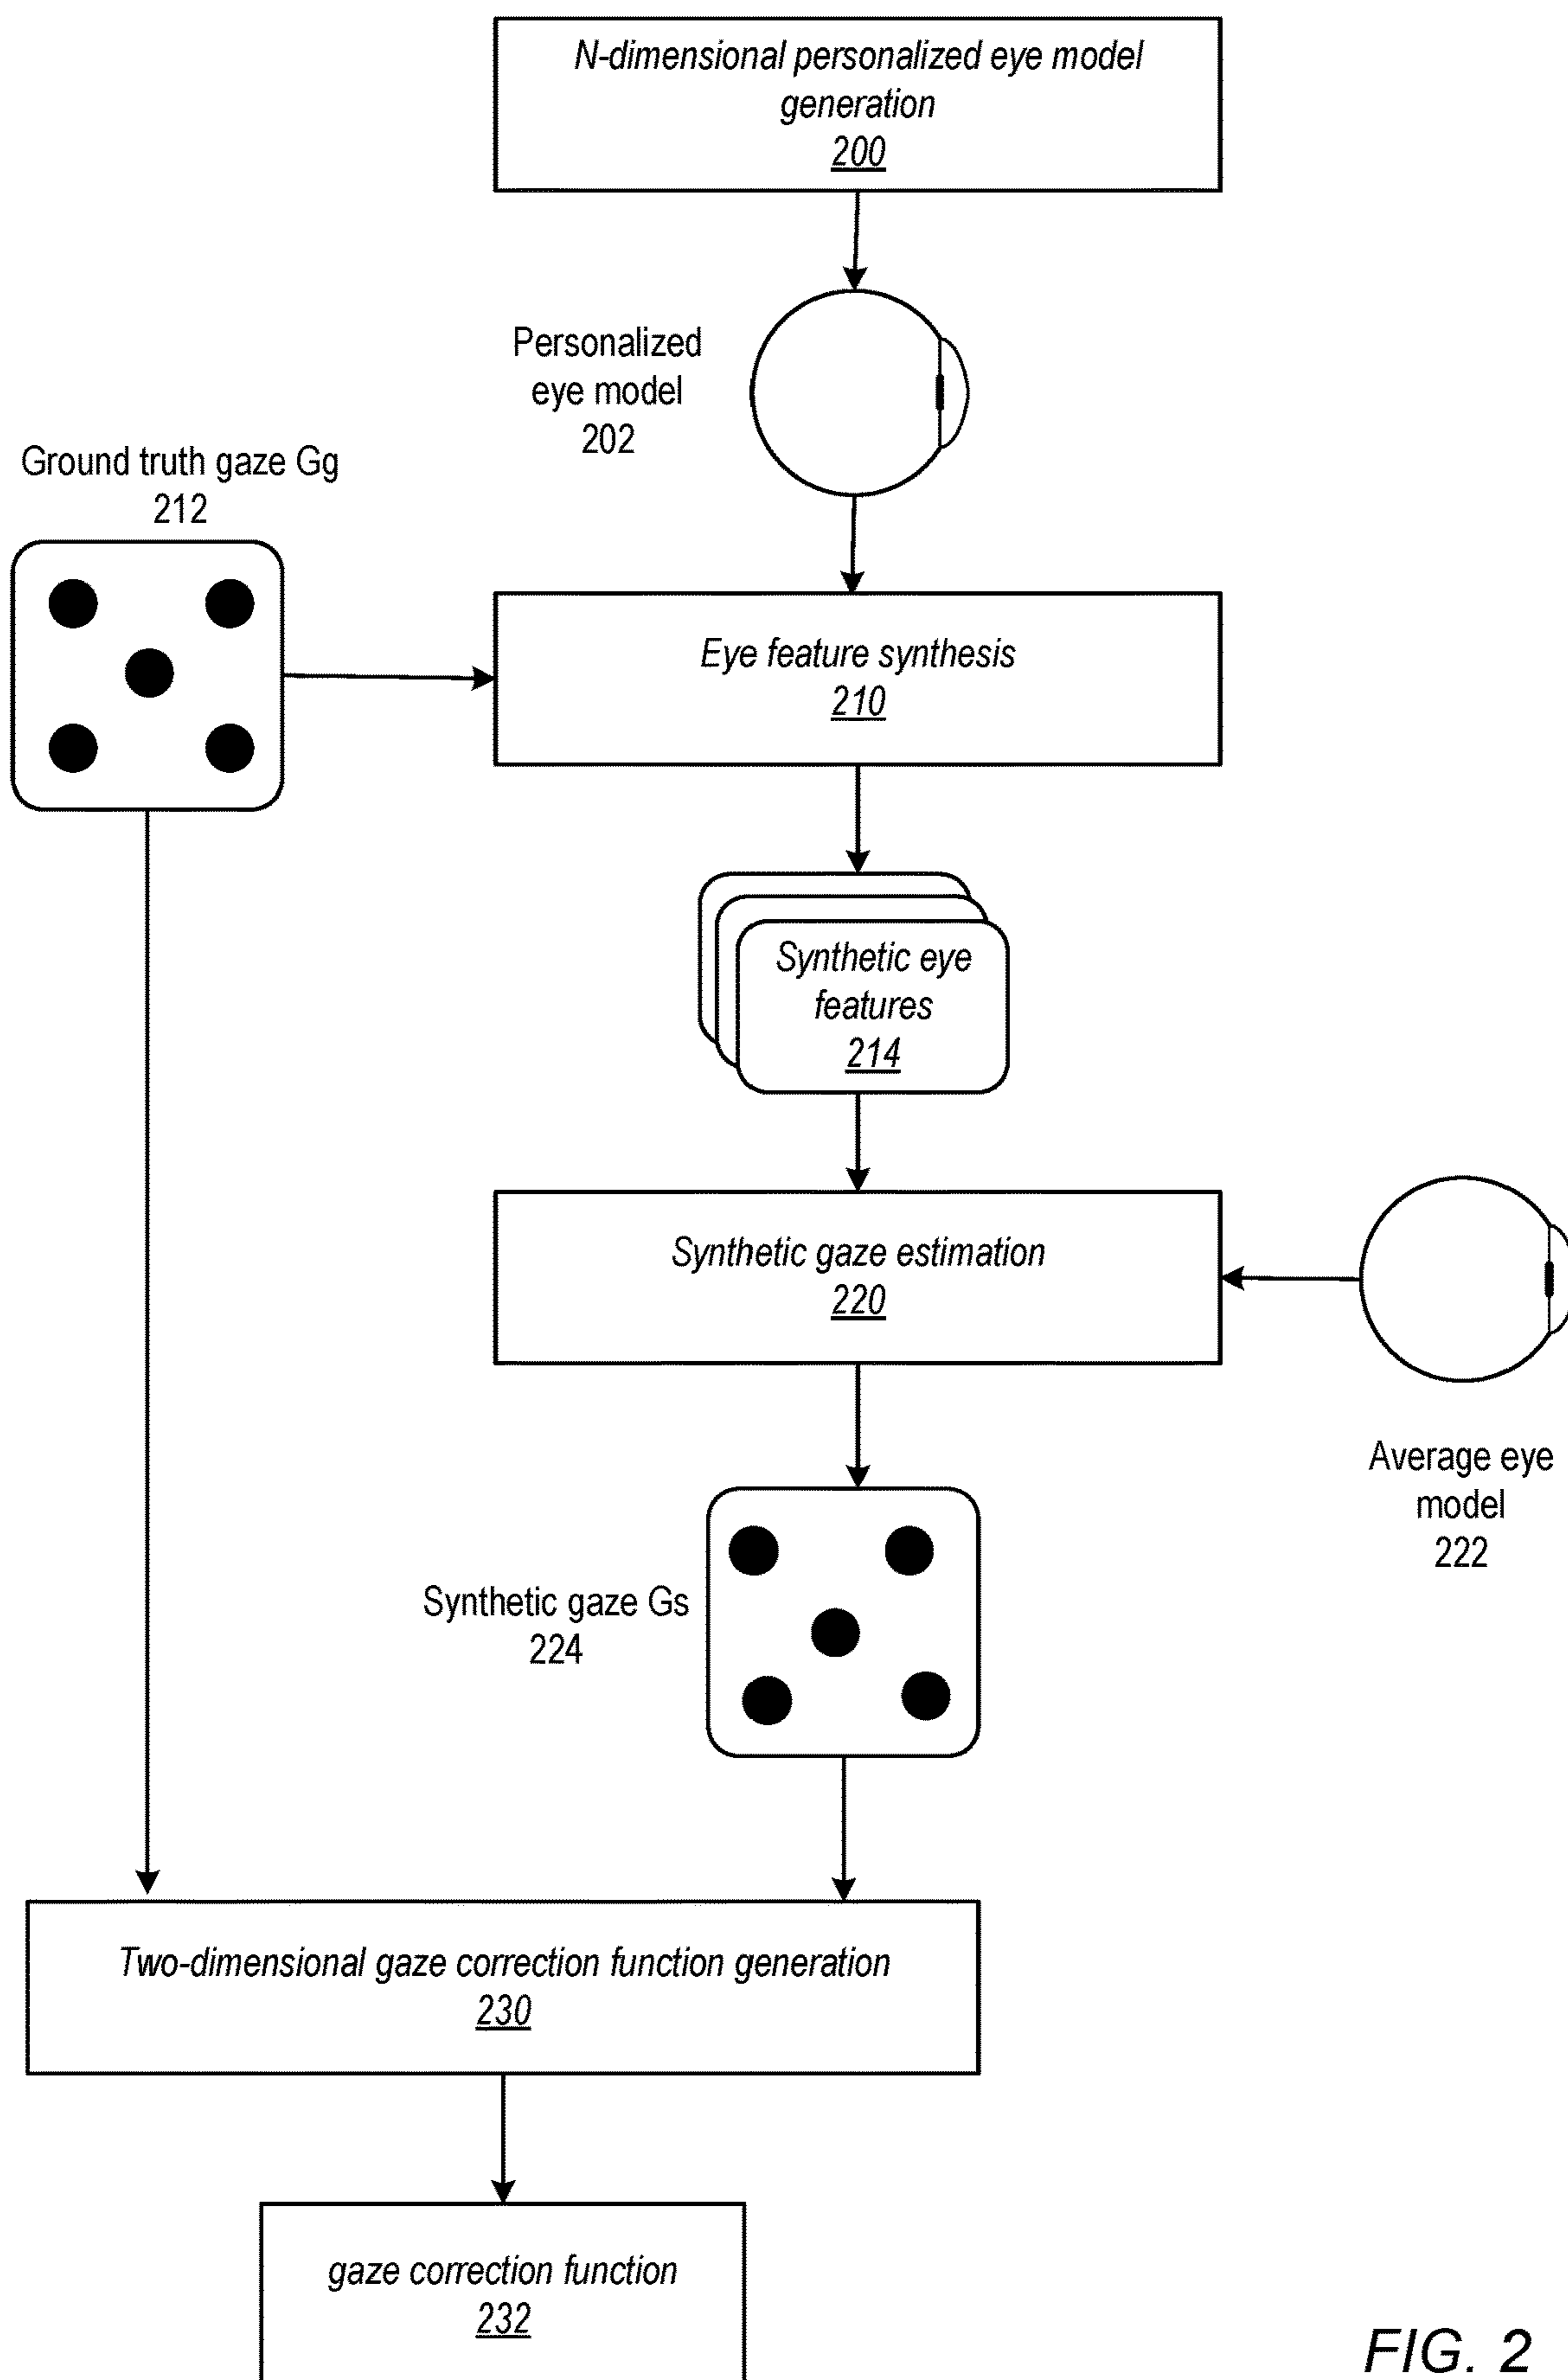 N-dimensional personalized eye model
generation
200
Personalized
eye model
202
Ground truth gaze Gg
212
Eye feature synthesis
210
Synthetic eye
features
214
Synthetic gaze estimation
220
Average eye
model
222
Synthetic gaze Gs
224
Two-dimensional gaze correction function generation
230
gaze correction function
232
FIG. 2